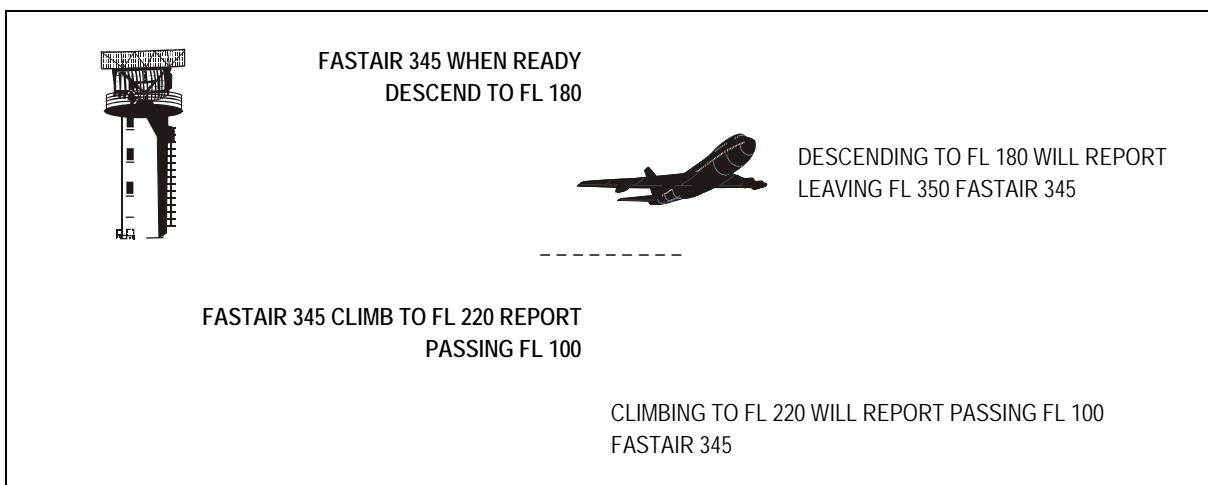 FASTAIR 345 WHEN READY
DESCEND TO FL 180
DESCENDING TO FL 180 WILL REPORT
LEAVING FL 350 FASTAIR 345
FASTAIR 345 CLIMB TO FL 220 REPORT
PASSING FL 100
CLIMBING TO FL 220 WILL REPORT PASSING FL 100
FASTAIR 345